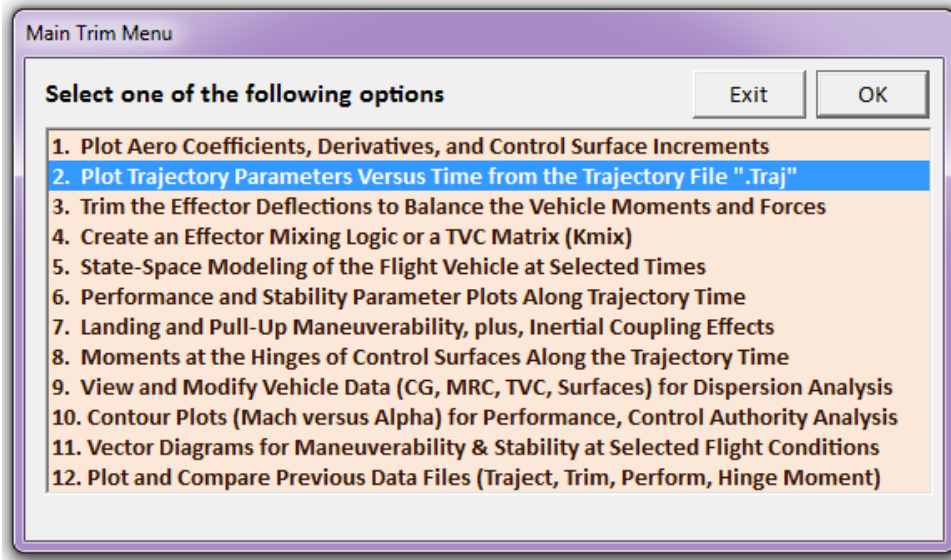 Main Trim Menu
Select one of the following options
Exit
OK
1. Plot Aero Coefficients, Derivatives, and Control Surface Increments
2. Plot Trajectory Parameters Versus Time from the Trajectory File ".Traj"
3. Trim the Effector Deflections to Balance the Vehicle Moments and Forces
4. Create an Effector Mixing Logic or a TVC Matrix (Kmix)
5. State-Space Modeling of the Flight Vehicle at Selected Times
6. Performance and Stability Parameter Plots Along Trajectory Time
7. Landing and Pull-Up Maneuverability, plus, Inertial Coupling Effects
8. Moments at the Hinges of Control Surfaces Along the Trajectory Time
9. View and Modify Vehicle Data (CG, MRC, TVC, Surfaces) for Dispersion Analysis
10. Contour Plots (Mach versus Alpha) for Performance, Control Authority Analysis
11. Vector Diagrams for Maneuverability & Stability at Selected Flight Conditions
12. Plot and Compare Previous Data Files (Traject, Trim, Perform, Hinge Moment)